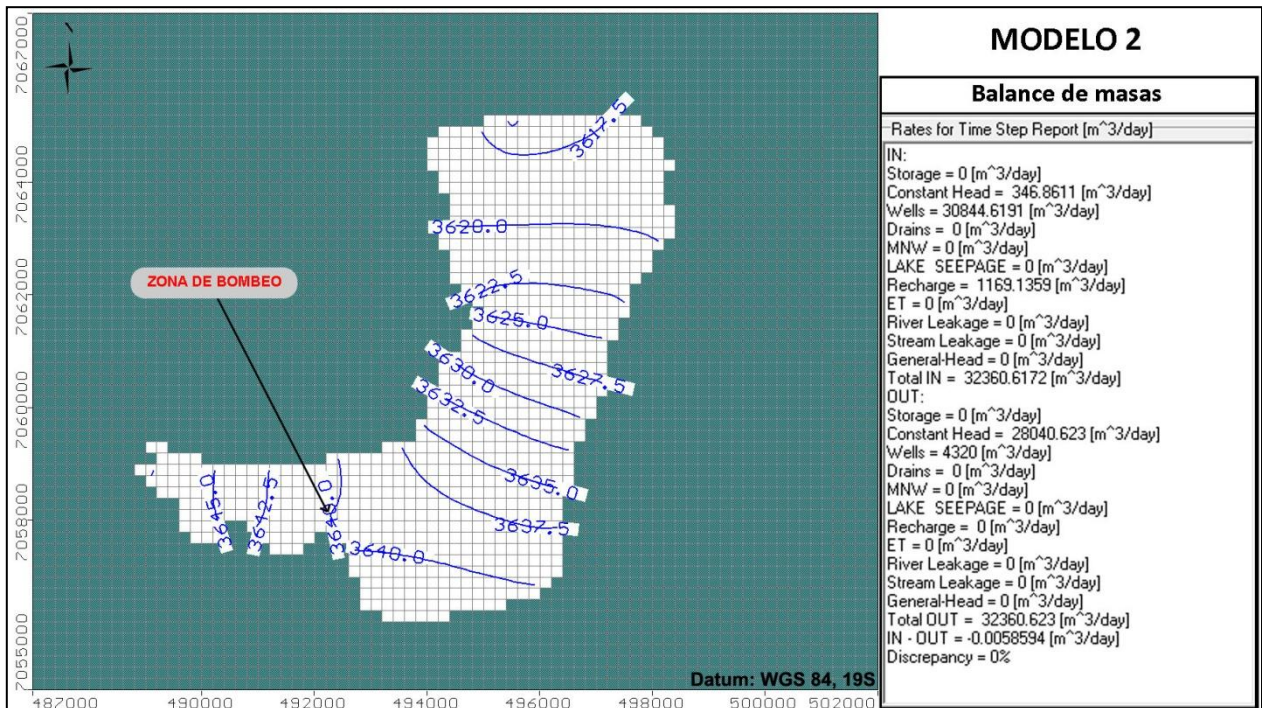 MODELO 2
Balance de masas
Rates for Time Step Report [m^3/day]
IN:
Storage = 0 [m^3/day]
Constant Head = 346.8611 [m^3/day]
Wells = 30844.6191 [m^3/day]
Drains = 0 [m^3/day]
MNW = 0 [m^3/day]
LAKE SEEPAGE = 0 [m^3/day]
Recharge = 1169.1359 [m^3/day]
ET = 0 [m^3/day]
River Leakage = 0 [m^3/day]
Stream Leakage = 0 [m^3/day]
General-Head = 0 [m^3/day]
Total IN = 32360.6172 [m^3/day]
OUT:
Storage = 0 [m^3/day]
Constant Head = 28040.623 [m^3/day]
Wells = 4320 [m^3/day]
Drains = 0 [m^3/day]
MNW = 0 [m^3/day]
LAKE SEEPAGE = 0 [m^3/day]
Recharge = 0 [m^3/day]
ET = 0 [m^3/day]
River Leakage = 0 [m^3/day]
Stream Leakage = 0 [m^3/day]
General-Head = 0 [m^3/day]
Total OUT = 32360.623 [m^3/day]
IN - OUT = -0.0058594 [m^3/day]
Discrepancy = 0%
7067000
7064000
7062000
7060000
7058000
7055000
3617.5
3620.0
3622.5
3625.0
3627.5
3630.0
3632.5
3635.0
3637.5
3640.0
3640.0
3642.5
3645.0
ZONA DE BOMBEO
Datum: WGS 84, 19S
487000
490000
492000
494000
496000
498000
500000
502000